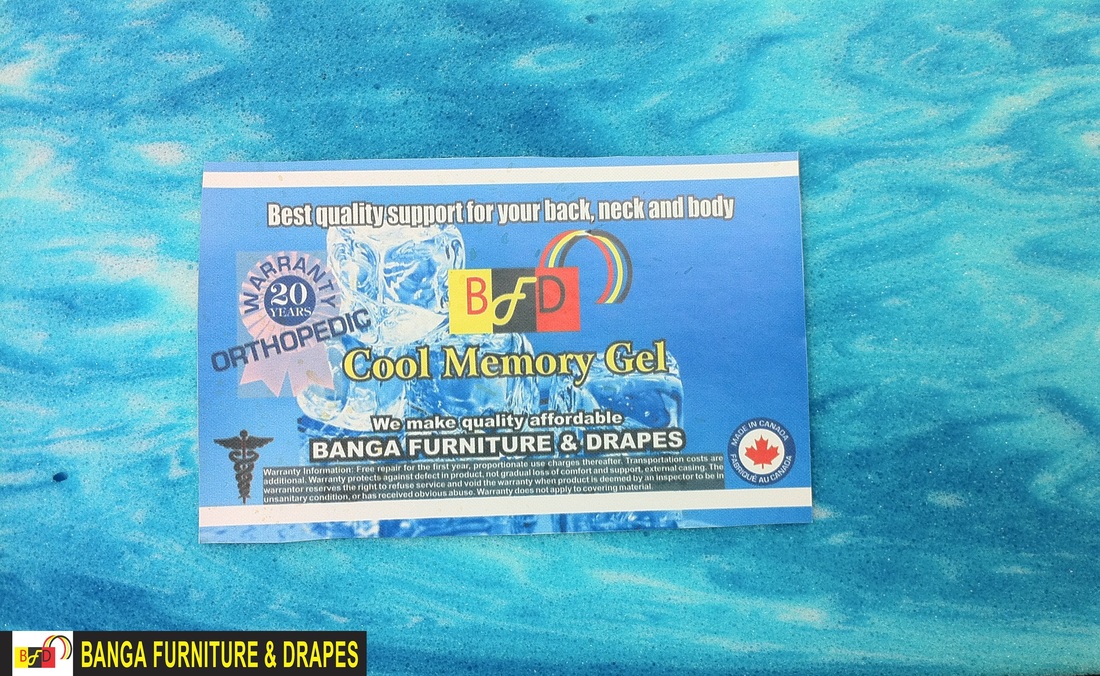 Best quality support for your back, neck and body
WARRANTY
20
YEARS
ORTHOPEDIC
BFD
Cool Memory Gel
We make quality affordable
BANGA FURNITURE & DRAPES
Warranty Information: Free repair for the first year, proportionate use charges thereafter. Transportation costs are
additional. Warranty protects against defect in product, not gradual loss of comfort and support, external casing. The
warrantor reserves the right to refuse service and void the warranty when product is deemed by an inspector to be in
unsanitary condition, or has received obvious abuse. Warranty does not apply to covering material.
MADE IN CANADA
FABRIQUÉ AU CANADA
BFD
BANGA FURNITURE & DRAPES